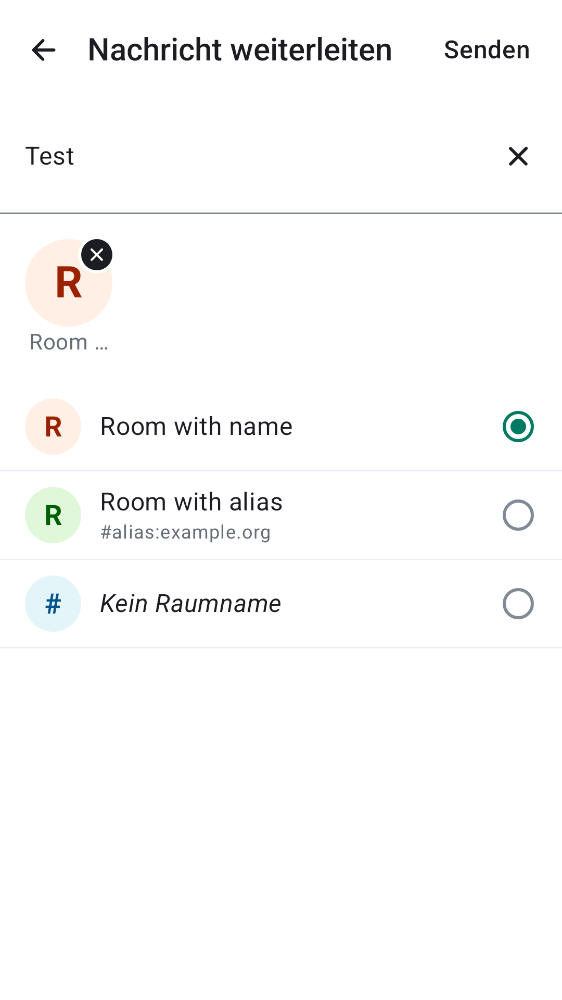 Nachricht weiterleiten Senden
Test
R
Room …
R Room with name
R Room with alias
#alias:example.org
# Kein Raumname